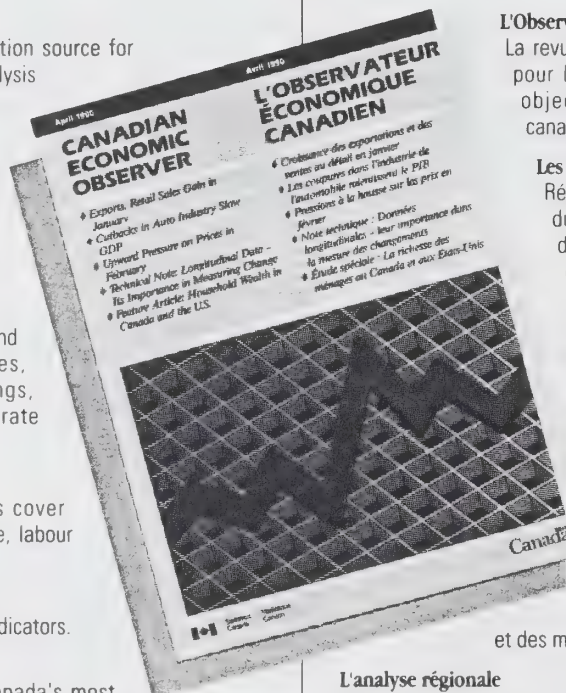 tion source for
lysis
nd
es,
ngs,
rate
s cover
e, labour
dicators.
nada's most
April 1990
CANADIAN
ECONOMIC
OBSERVER
♦ Exports, Retail Sales Gain in
January
♦ Cutbacks in Auto Industry Slow
GDP
♦ Upward Pressure on Prices in
February
♦ Technical Note: Longitudinal Data -
Its Importance in Measuring Change
♦ Feature Article: Household Wealth in
Canada and the U.S.
Avril 1990
L'OBSERVATEUR
ÉCONOMIQUE
CANADIEN
♦ Croissance des exportations et des
ventes au détail en janvier
♦ Les coupures dans l'industrie de
l'automobile ralentissent le PIB
♦ Pressions à la hausse sur les prix en
février
♦ Note technique : Données
longitudinales - leur importance dans
la mesure des changements
♦ Étude spéciale - La richesse des
ménages au Canada et aux États-Unis
Statistics Canada
Statistique Canada
Canada
L'Observ
La revu
pour l
objec
cana
Les
Ré
du
d
et des m
L'analyse régionale